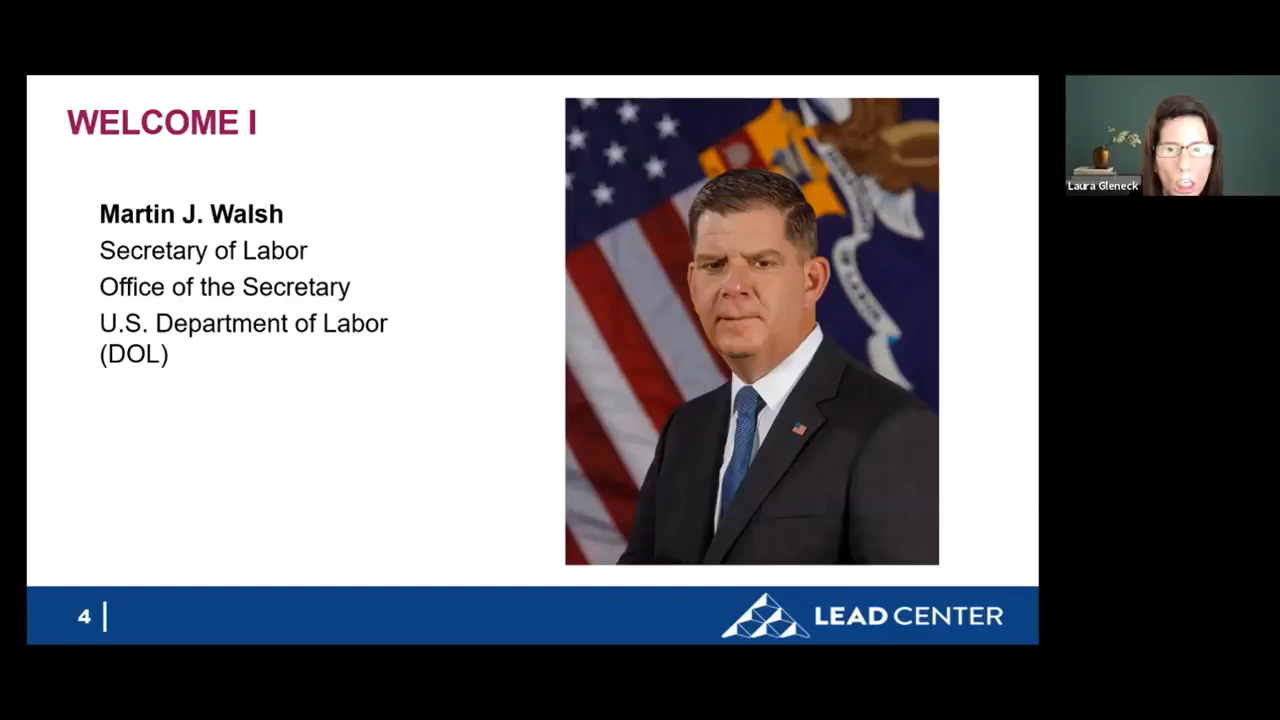 WELCOME I
Martin J. Walsh
Secretary of Labor
Office of the Secretary
U.S. Department of Labor
(DOL)
4
LEAD CENTER
Laura Gleneck